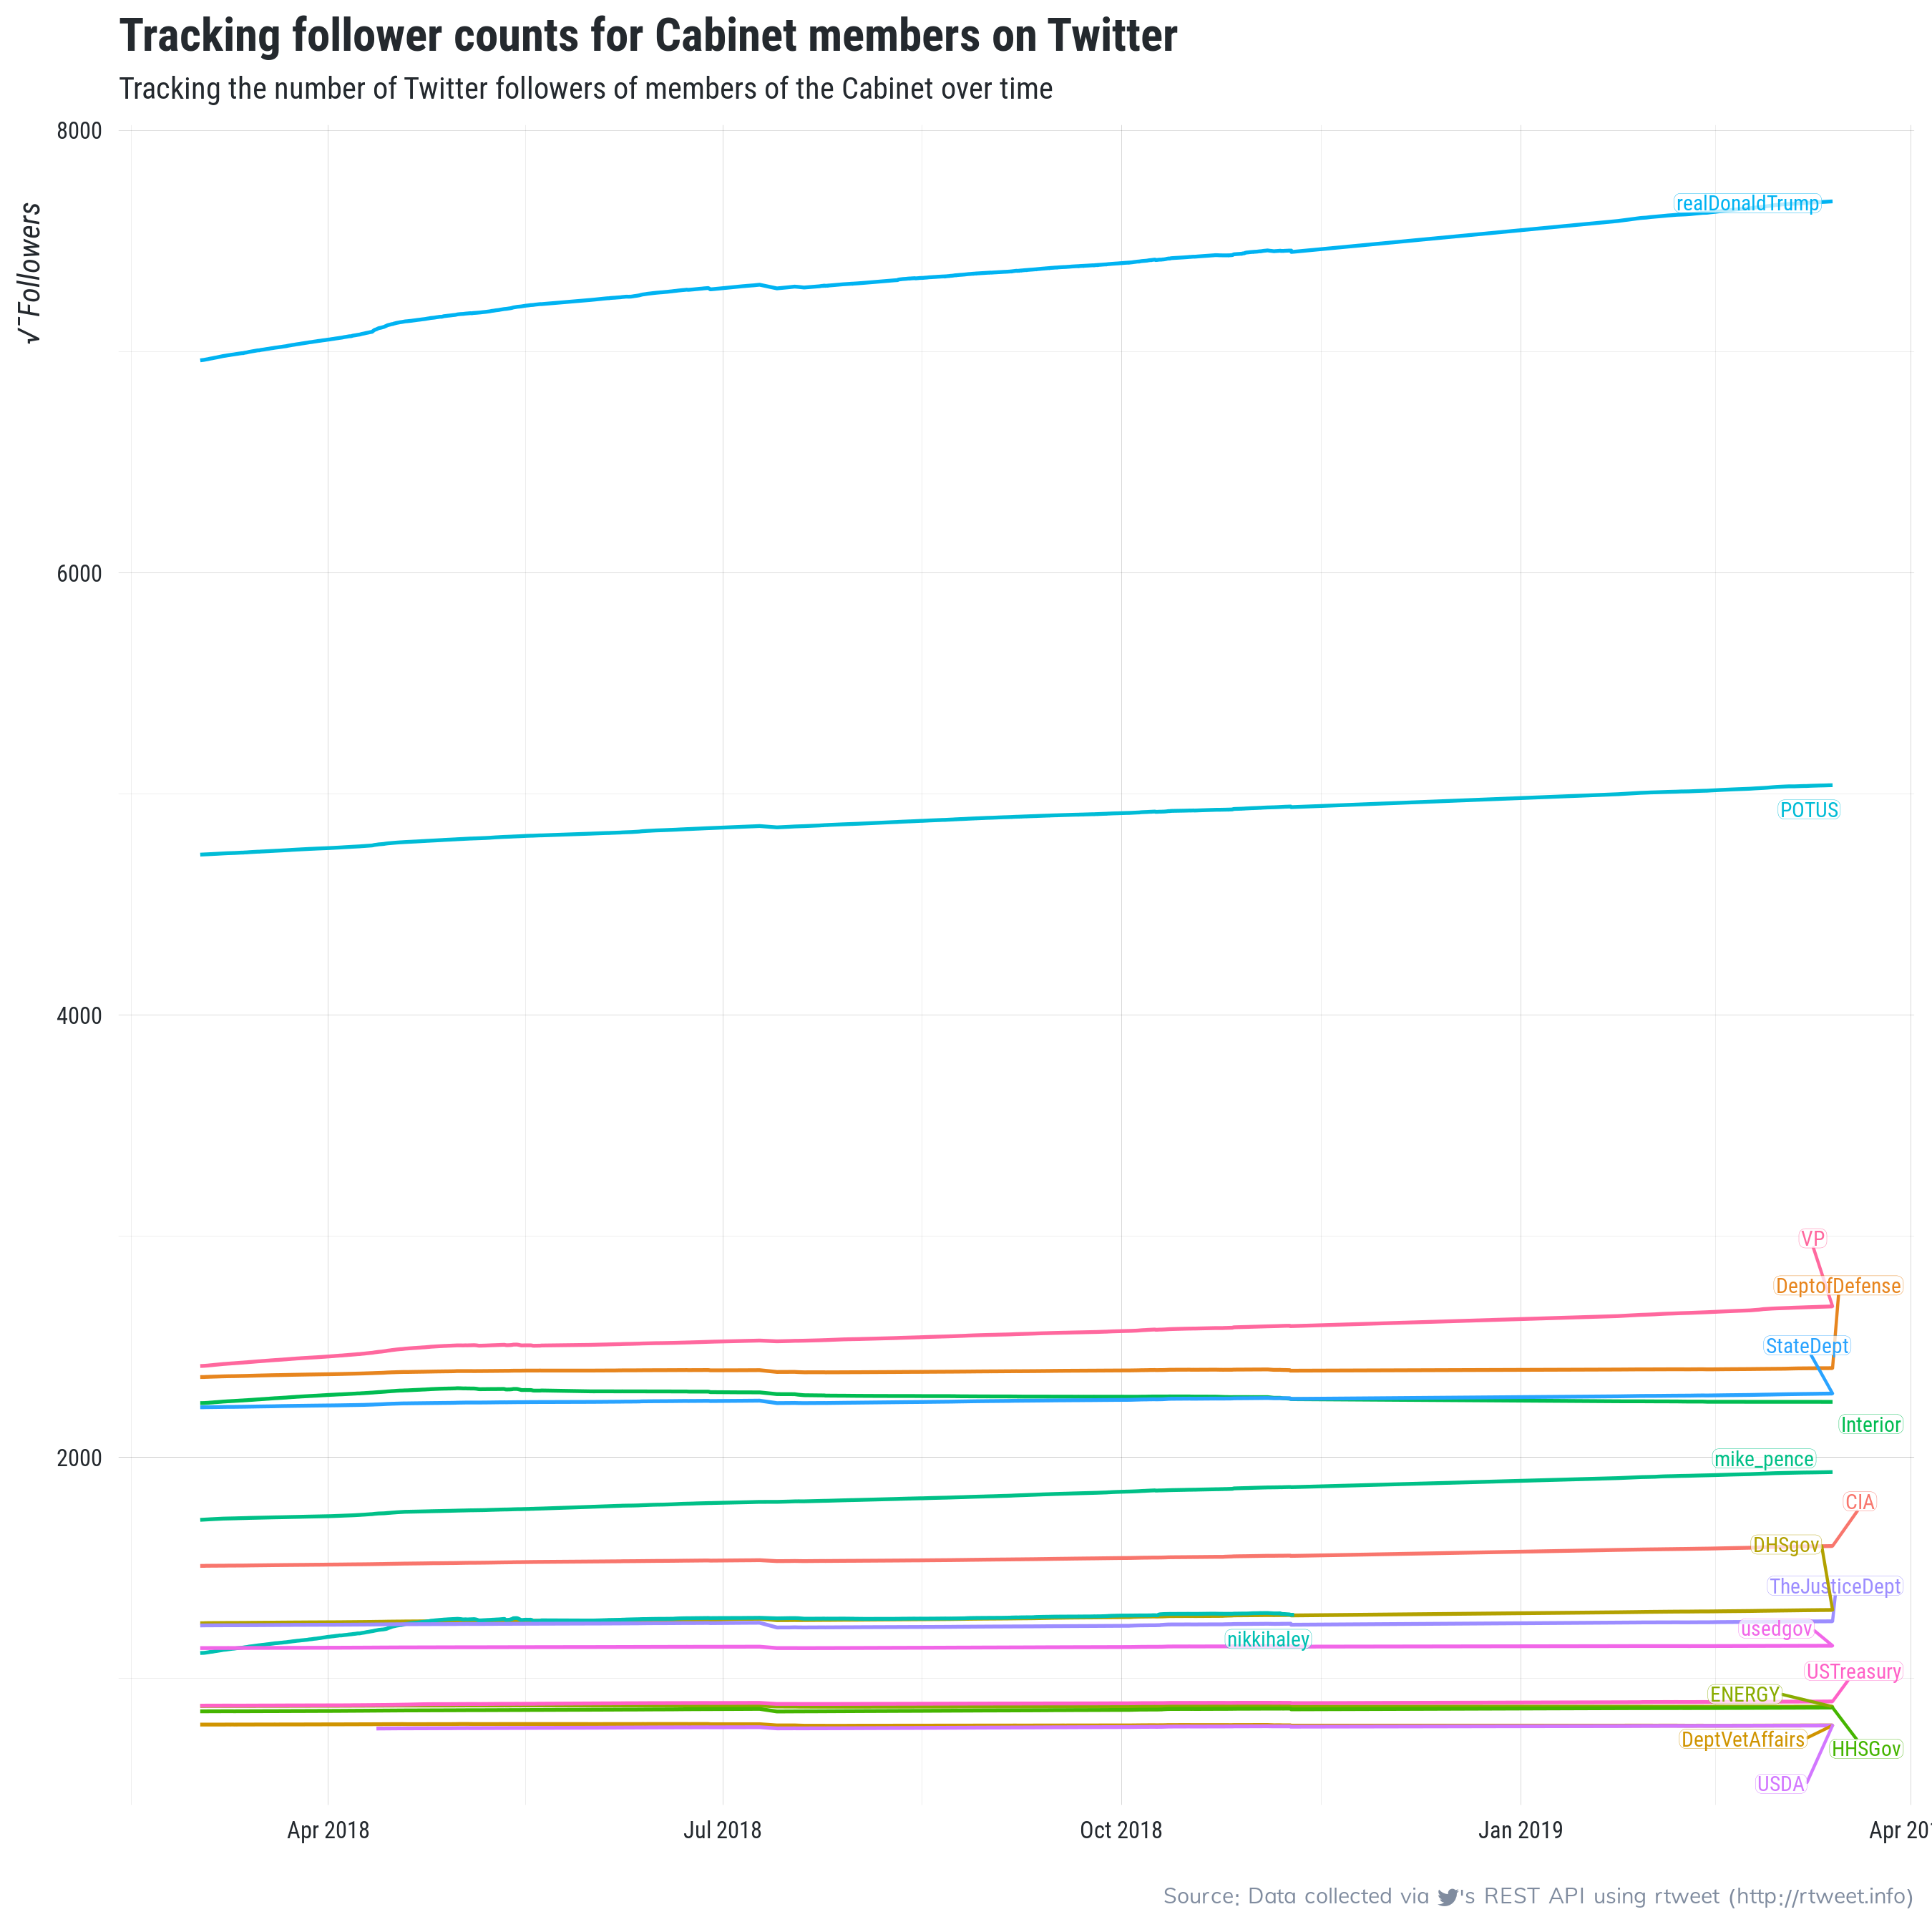 Tracking follower counts for Cabinet members on Twitter
Tracking the number of Twitter followers of members of the Cabinet over time
8000
√¯Followers
realDonaldTrump
6000
POTUS
4000
VP
DeptofDefense
StateDept
Interior
2000
mike_pence
CIA
DHSgov
TheJusticeDept
usedgov
nikkihaley
USTreasury
ENERGY
DeptVetAffairs
HHSGov
USDA
Apr 2018
Jul 2018
Oct 2018
Jan 2019
Apr 201
Source: Data collected via 's REST API using rtweet (http://rtweet.info)